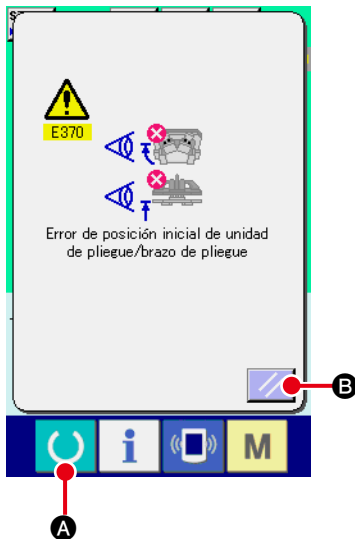 S
E370
Error de posición inicial de unidad
de pliegue/brazo de pliegue
B
i
M
A